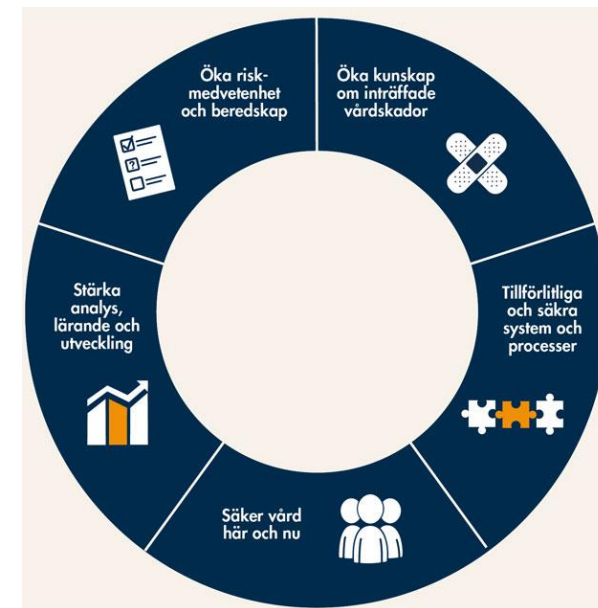 Öka risk-
medvetenhet
och beredskap
Öka kunskap
om inträffade
vårdskador
Tillförlitliga
och säkra
system och
processer
Säker vård
här och nu
Stärka
analys,
lärande och
utveckling